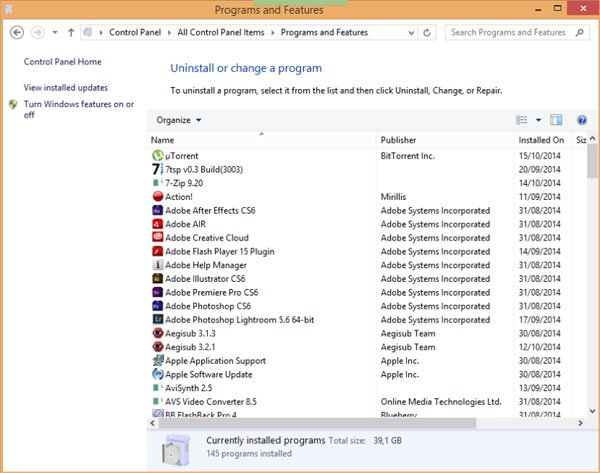 Programs and Features
Control Panel ▸ All Control Panel Items ▸ Programs and Features
Search Programs and Features
Control Panel Home
View installed updates
Turn Windows features on or off
Uninstall or change a program
To uninstall a program, select it from the list and then click Uninstall, Change, or Repair.
Organize
Name Publisher Installed On Siz
µTorrent BitTorrent Inc. 15/10/2014
7tsp v0.3 Build(3003) 20/09/2014
7-Zip 9.20 14/10/2014
Action! Mirillis 11/09/2014
Adobe After Effects CS6 Adobe Systems Incorporated 31/08/2014
Adobe AIR Adobe Systems Incorporated 31/08/2014
Adobe Creative Cloud Adobe Systems Incorporated 31/08/2014
Adobe Flash Player 15 Plugin Adobe Systems Incorporated 14/09/2014
Adobe Help Manager Adobe Systems Incorporated 31/08/2014
Adobe Illustrator CS6 Adobe Systems Incorporated 31/08/2014
Adobe Premiere Pro CS6 Adobe Systems Incorporated 31/08/2014
Adobe Photoshop CS6 Adobe Systems Incorporated 31/08/2014
Adobe Photoshop Lightroom 5.6 64-bit Adobe Systems Incorporated 17/09/2014
Aegisub 3.1.3 Aegisub Team 30/08/2014
Aegisub 3.2.1 Aegisub Team 12/10/2014
Apple Application Support Apple Inc. 30/08/2014
Apple Software Update Apple Inc. 30/08/2014
AviSynth 2.5 13/09/2014
AVS Video Converter 8.5 Online Media Technologies Ltd. 31/08/2014
BB FlashBack Pro 4 Blueberry 31/08/2014
Currently installed programs Total size: 39,1 GB
145 programs installed